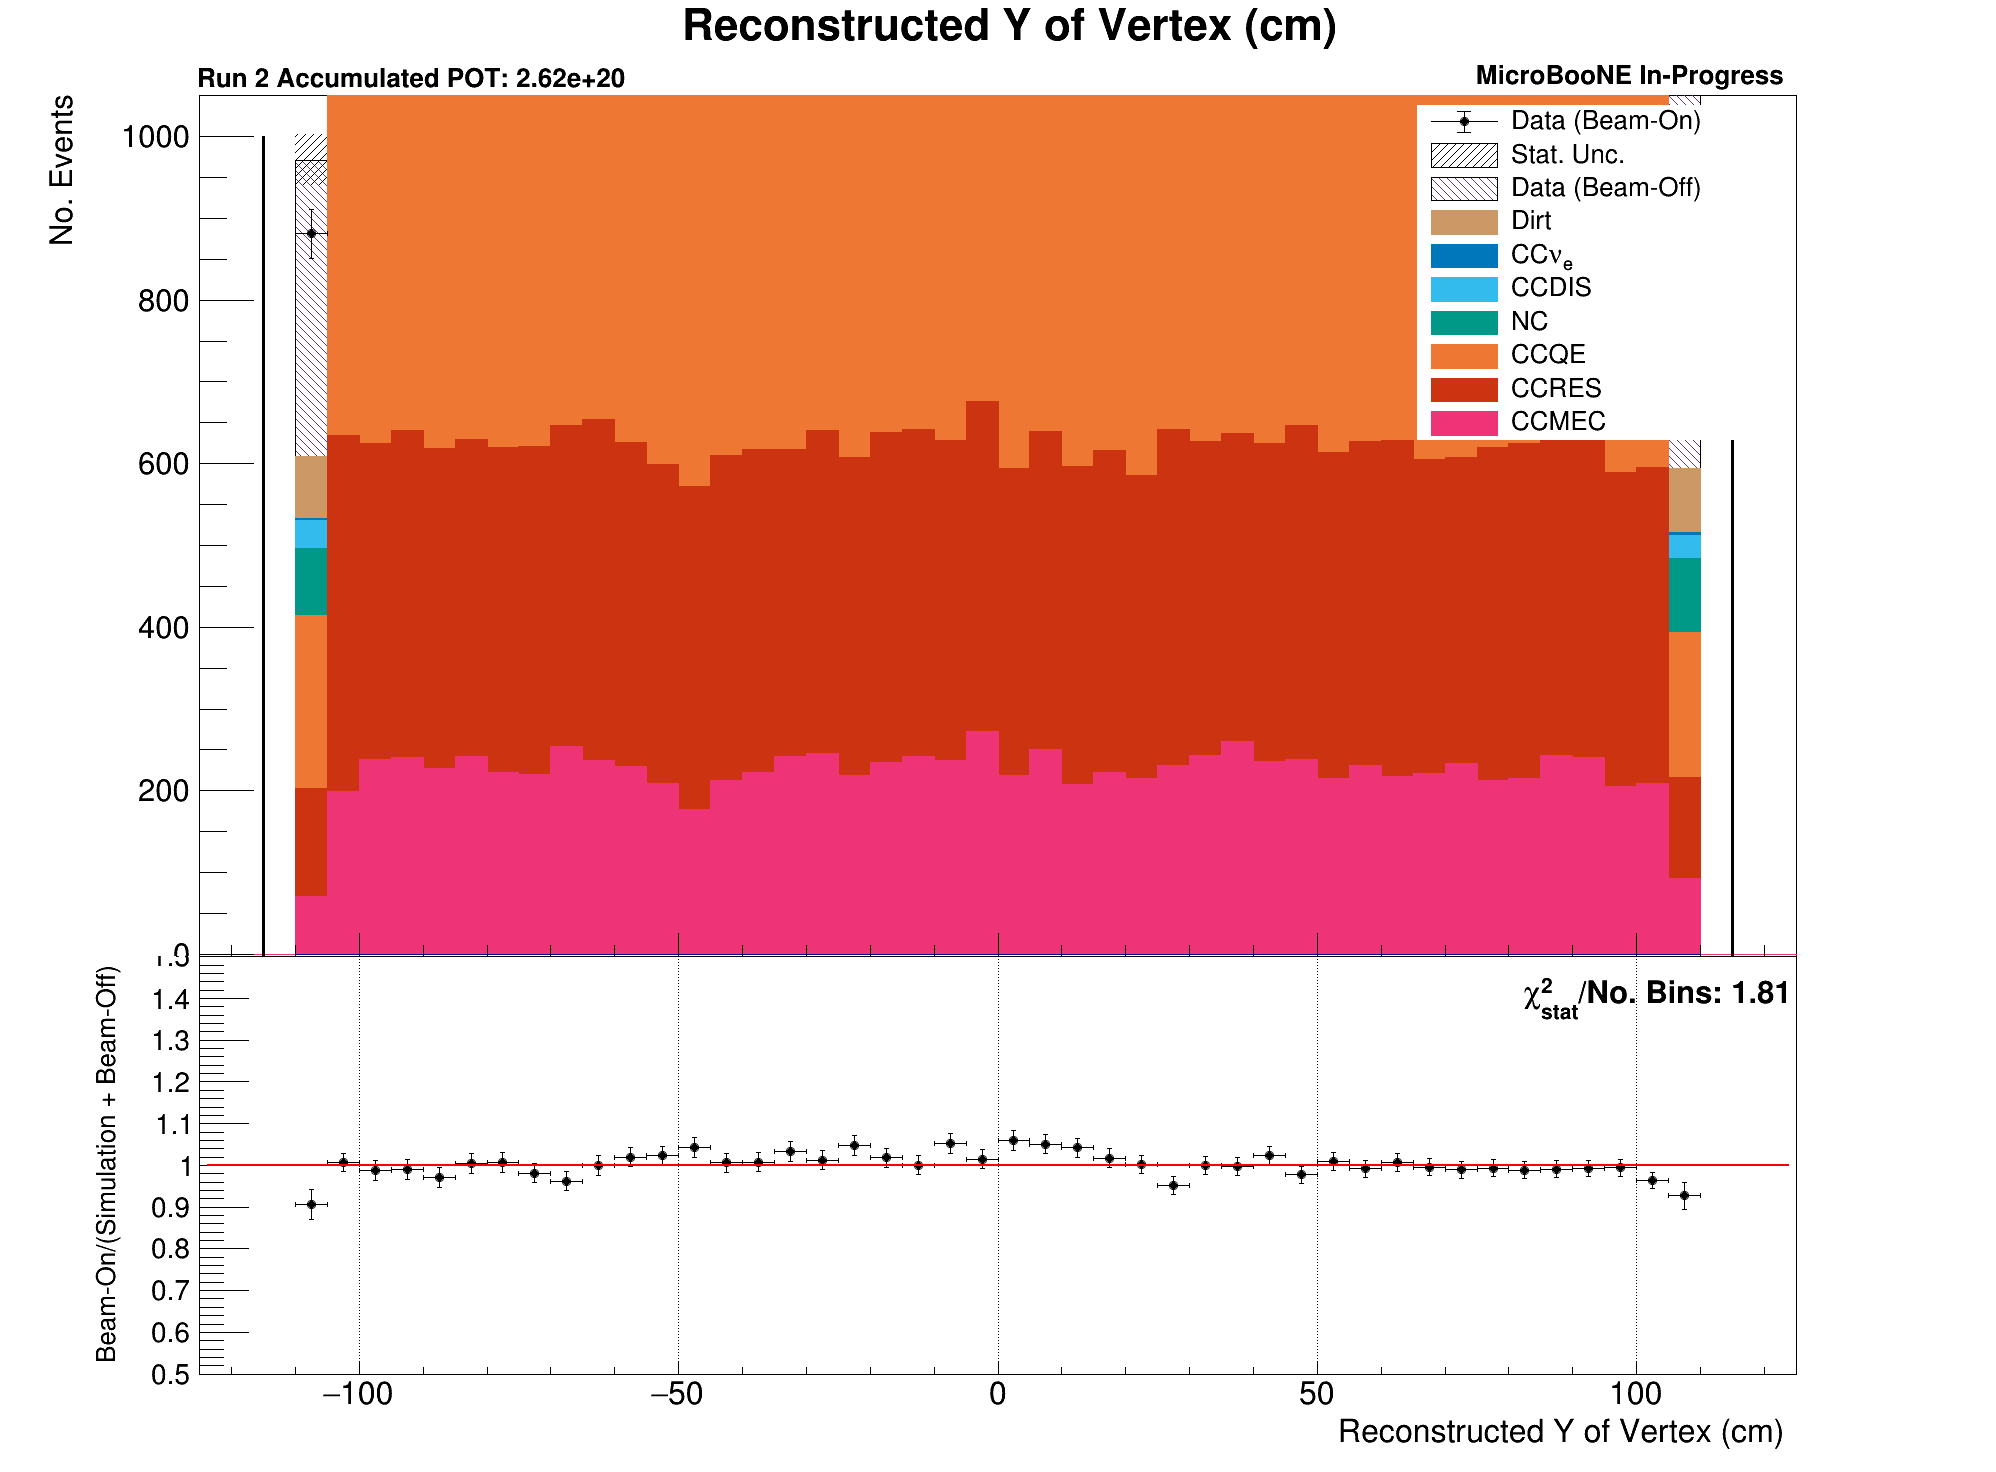 Reconstructed Y of Vertex (cm)
Run 2 Accumulated POT: 2.62e+20
MicroBooNE In-Progress
No. Events
1000
800
600
400
200
0
Data (Beam-On)
Stat. Unc.
Data (Beam-Off)
Dirt
CCνe
CCDIS
NC
CCQE
CCRES
CCMEC
Beam-On/(Simulation + Beam-Off)
1.5
1.4
1.3
1.2
1.1
1
0.9
0.8
0.7
0.6
0.5
χ²stat/No. Bins: 1.81
−100
−50
0
50
100
Reconstructed Y of Vertex (cm)